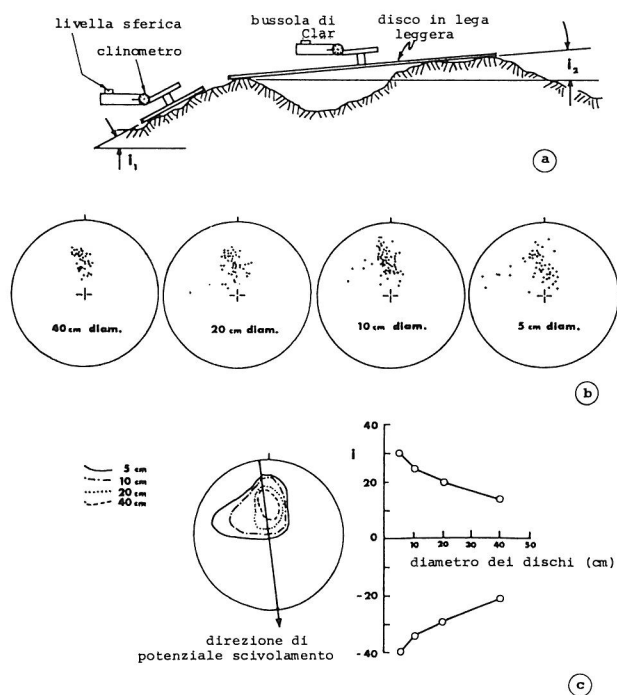 livella sferica
clinometro
bussola di
Clar
disco in lega
leggera
i₂
i₁
a
40 cm diam.
20 cm diam.
10 cm diam.
5 cm diam.
b
5 cm
10 cm
20 cm
40 cm
direzione di
potenziale scivolamento
i
40
20
0
-20
-40
10 20 30 40 50
diametro dei dischi (cm)
c